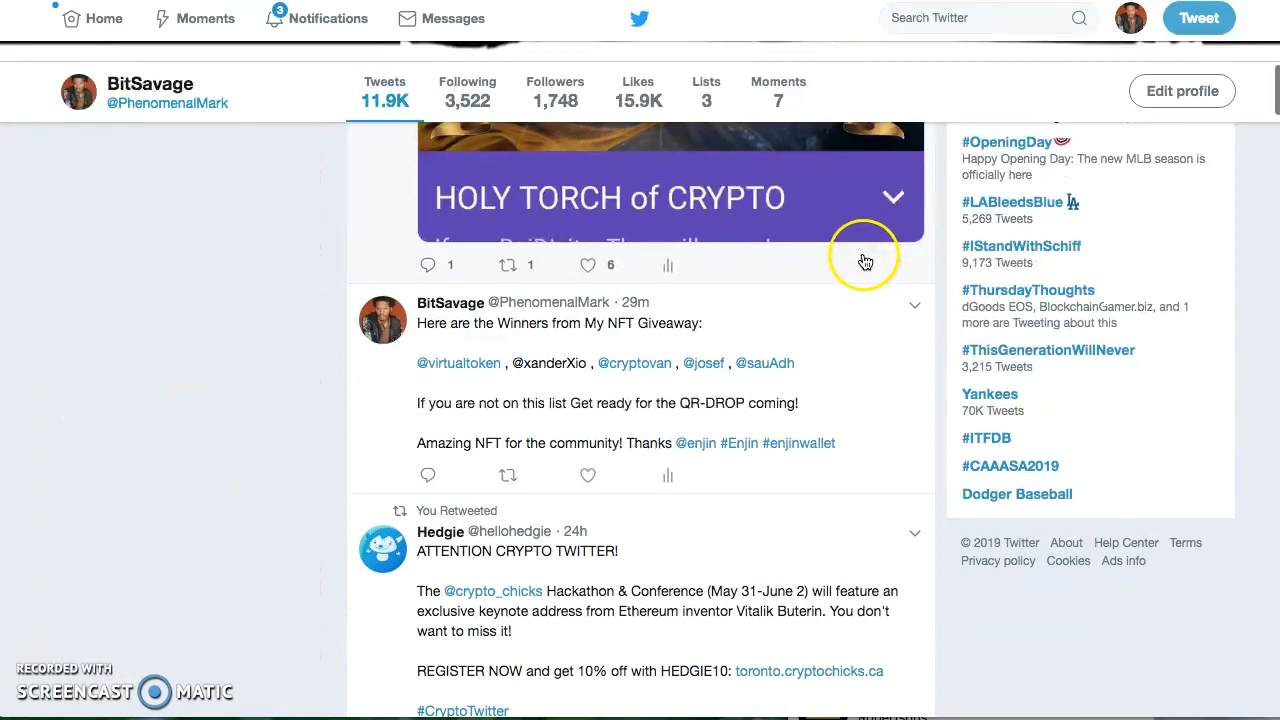 Home Moments 3 Notifications Messages Search Twitter Tweet
BitSavage
@PhenomenalMark
Tweets Following Followers Likes Lists Moments
11.9K 3,522 1,748 15.9K 3 7
Edit profile
HOLY TORCH of CRYPTO
1 1 6
BitSavage @PhenomenalMark · 29m
Here are the Winners from My NFT Giveaway:
@virtualtoken , @xanderXio , @cryptovan , @josef , @sauAdh
If you are not on this list Get ready for the QR-DROP coming!
Amazing NFT for the community! Thanks @enjin #Enjin #enjinwallet
You Retweeted
Hedgie @hellohedgie · 24h
ATTENTION CRYPTO TWITTER!
The @crypto_chicks Hackathon & Conference (May 31-June 2) will feature an
exclusive keynote address from Ethereum inventor Vitalik Buterin. You don't
want to miss it!
REGISTER NOW and get 10% off with HEDGIE10: toronto.cryptochicks.ca
#CryptoTwitter
#OpeningDay
Happy Opening Day: The new MLB season is
officially here
#LABleedsBlue LA
5,269 Tweets
#IStandWithSchiff
9,173 Tweets
#ThursdayThoughts
dGoods EOS, BlockchainGamer.biz, and 1
more are Tweeting about this
#ThisGenerationWillNever
3,215 Tweets
Yankees
70K Tweets
#ITFDB
#CAAASA2019
Dodger Baseball
© 2019 Twitter About Help Center Terms
Privacy policy Cookies Ads info
RECORDED WITH
SCREENCAST MATIC